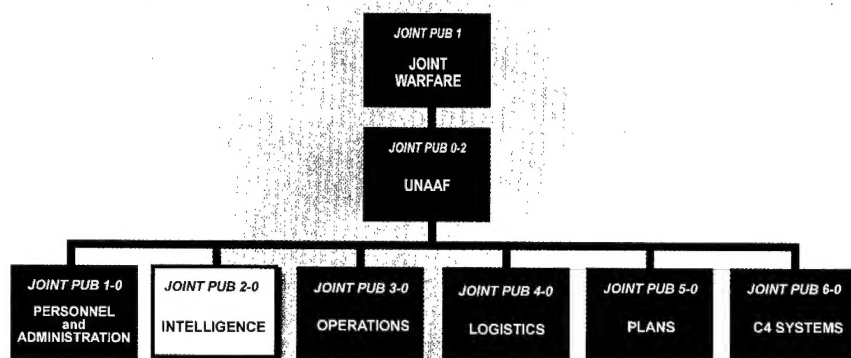 JOINT PUB 1
JOINT
WARFARE
JOINT PUB 0-2
UNAAF
JOINT PUB 1-0
PERSONNEL
and
ADMINISTRATION
JOINT PUB 2-0
INTELLIGENCE
JOINT PUB 3-0
OPERATIONS
JOINT PUB 4-0
LOGISTICS
JOINT PUB 5-0
PLANS
JOINT PUB 6-0
C4 SYSTEMS